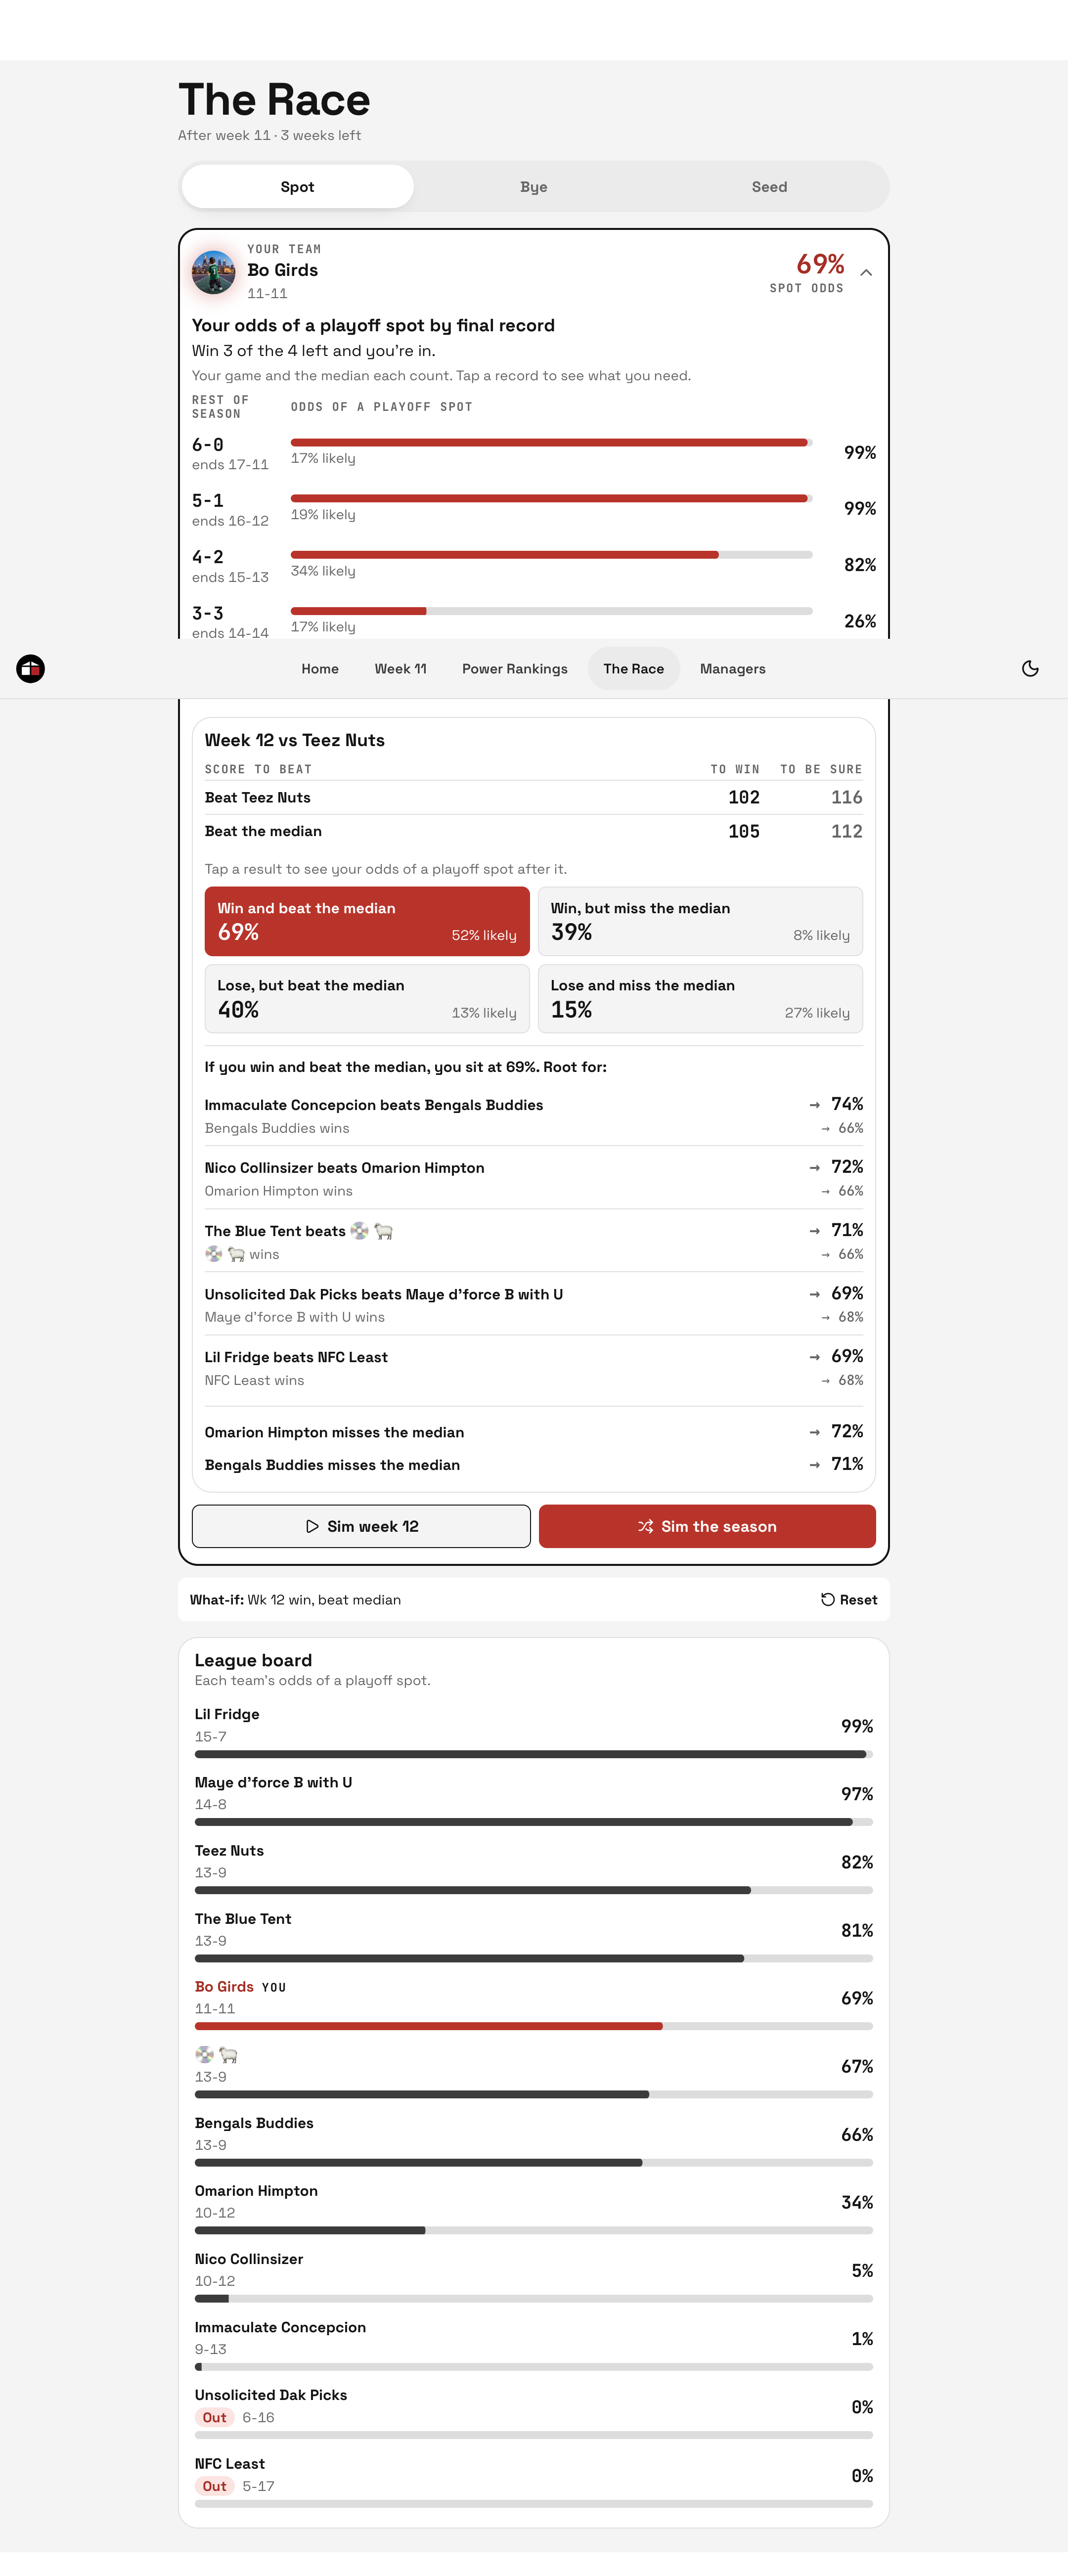 The Race
After week 11 · 3 weeks left
Spot
Bye
Seed
YOUR TEAM
Bo Girds
11-11
69%
SPOT ODDS
Your odds of a playoff spot by final record
Win 3 of the 4 left and you're in.
Your game and the median each count. Tap a record to see what you need.
REST OF
SEASON
ODDS OF A PLAYOFF SPOT
6-0
ends 17-11
17% likely
99%
5-1
ends 16-12
19% likely
99%
4-2
ends 15-13
34% likely
82%
3-3
ends 14-14
17% likely
26%
Home
Week 11
Power Rankings
The Race
Managers
Week 12 vs Teez Nuts
SCORE TO BEAT
TO WIN
TO BE SURE
Beat Teez Nuts
102
116
Beat the median
105
112
Tap a result to see your odds of a playoff spot after it.
Win and beat the median
69%
52% likely
Win, but miss the median
39%
8% likely
Lose, but beat the median
40%
13% likely
Lose and miss the median
15%
27% likely
If you win and beat the median, you sit at 69%. Root for:
Immaculate Concepcion beats Bengals Buddies
→ 74%
Bengals Buddies wins
→ 66%
Nico Collinsizer beats Omarion Himpton
→ 72%
Omarion Himpton wins
→ 66%
The Blue Tent beats 💿 🐑
→ 71%
💿 🐑 wins
→ 66%
Unsolicited Dak Picks beats Maye d'force B with U
→ 69%
Maye d'force B with U wins
→ 68%
Lil Fridge beats NFC Least
→ 69%
NFC Least wins
→ 68%
Omarion Himpton misses the median
→ 72%
Bengals Buddies misses the median
→ 71%
Sim week 12
Sim the season
What-if: Wk 12 win, beat median
Reset
League board
Each team's odds of a playoff spot.
Lil Fridge
15-7
99%
Maye d'force B with U
14-8
97%
Teez Nuts
13-9
82%
The Blue Tent
13-9
81%
Bo Girds YOU
11-11
69%
💿 🐑
13-9
67%
Bengals Buddies
13-9
66%
Omarion Himpton
10-12
34%
Nico Collinsizer
10-12
5%
Immaculate Concepcion
9-13
1%
Unsolicited Dak Picks
Out 6-16
0%
NFC Least
Out 5-17
0%